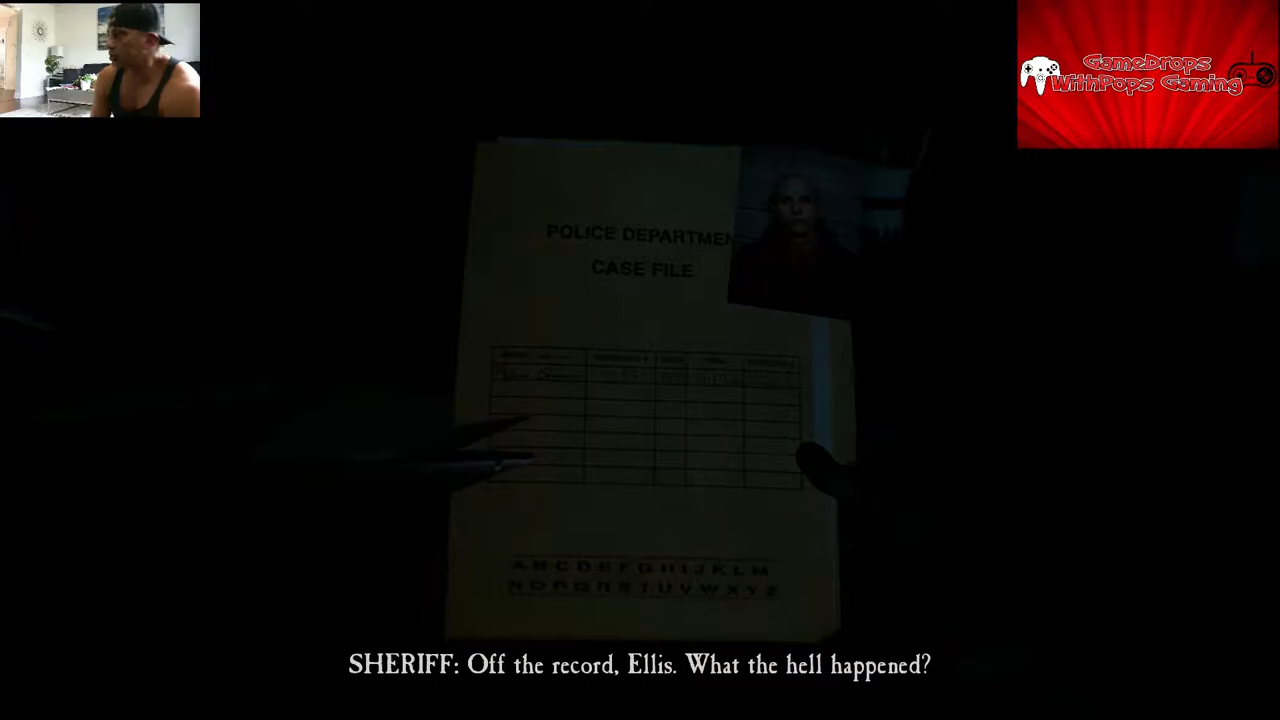 GameDrops
WithPops Gaming
POLICE DEPARTMEN
CASE FILE
A B C D E F G H I J K L M
N O P Q R S T U V W X Y Z
SHERIFF: Off the record, Ellis. What the hell happened?